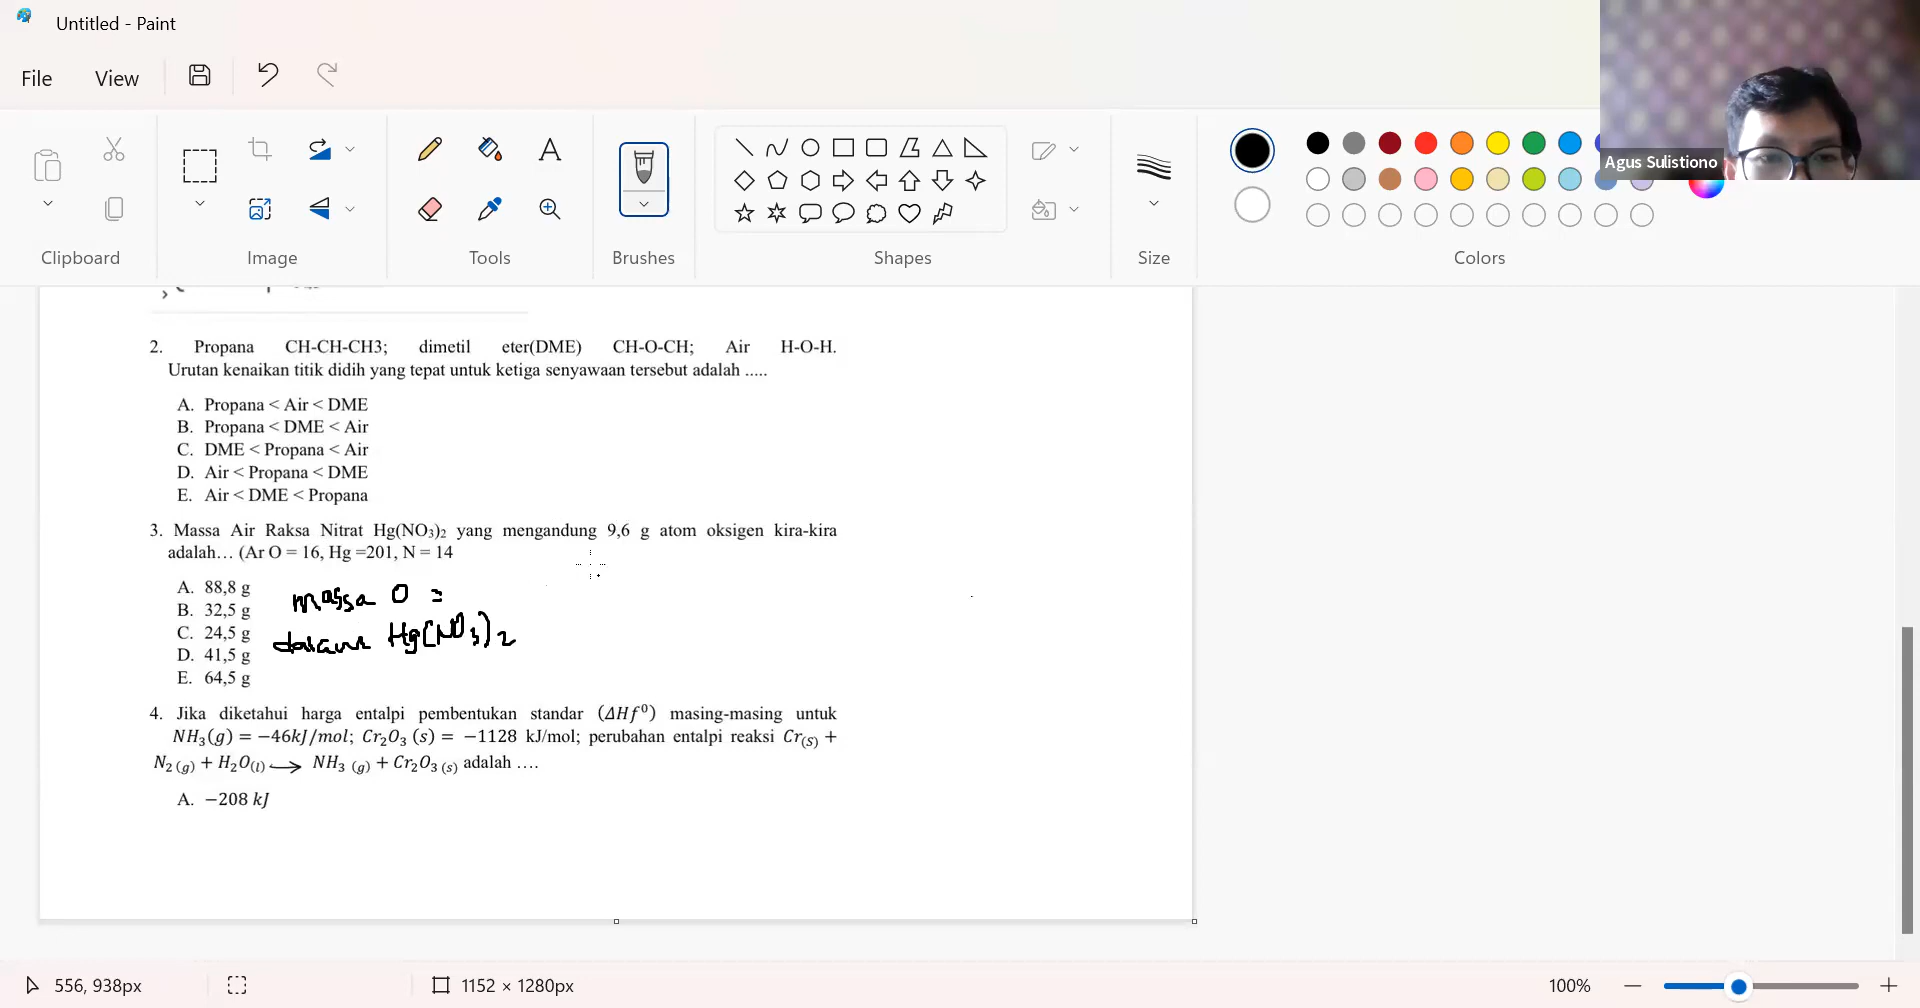 Untitled - Paint
File View
Agus Sulistiono
Clipboard Image Tools Brushes Shapes Size Colors
2. Propana CH-CH-CH3; dimetil eter(DME) CH-O-CH; Air H-O-H.
Urutan kenaikan titik didih yang tepat untuk ketiga senyawaan tersebut adalah .....
A. Propana < Air < DME
B. Propana < DME < Air
C. DME < Propana < Air
D. Air < Propana < DME
E. Air < DME < Propana
3. Massa Air Raksa Nitrat Hg(NO₃)₂ yang mengandung 9,6 g atom oksigen kira-kira
adalah… (Ar O = 16, Hg =201, N = 14
A. 88,8 g
B. 32,5 g
C. 24,5 g
D. 41,5 g
E. 64,5 g
massa O =
dalam Hg(NO₃)₂
4. Jika diketahui harga entalpi pembentukan standar (ΔHf⁰) masing-masing untuk
NH₃(g) = −46kJ/mol; Cr₂O₃ (s) = −1128 kJ/mol; perubahan entalpi reaksi Cr(S) +
N₂ (g) + H₂O(l) → NH₃ (g) + Cr₂O₃ (s) adalah ….
A. −208 kJ
556, 938px 1152 × 1280px 100%